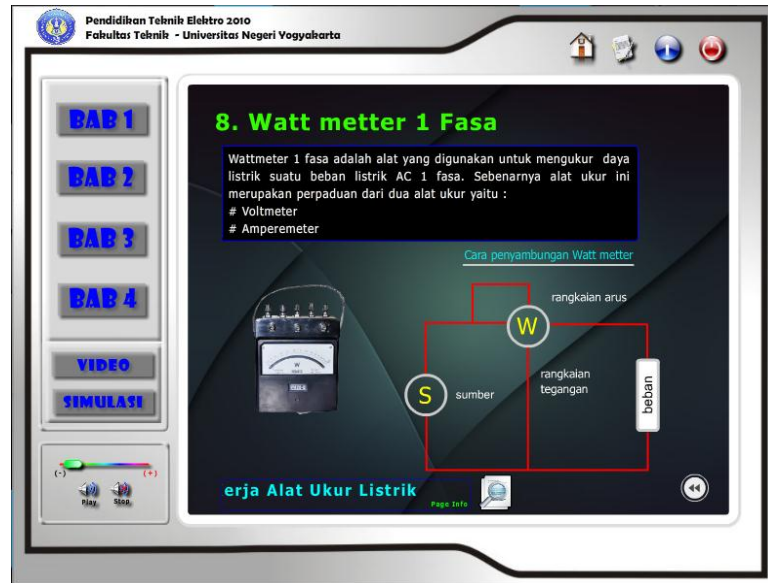 Pendidikan Teknik Elektro 2010
Fakultas Teknik - Universitas Negeri Yogyakarta
BAB 1
BAB 2
BAB 3
BAB 4
VIDEO
SIMULASI
(-) (+)
Play Stop
8. Watt metter 1 Fasa
Wattmeter 1 fasa adalah alat yang digunakan untuk mengukur daya
listrik suatu beban listrik AC 1 fasa. Sebenarnya alat ukur ini
merupakan perpaduan dari dua alat ukur yaitu :
# Voltmeter
# Amperemeter
Cara penyambungan Watt metter
rangkaian arus
W
rangkaian
tegangan
S
sumber
beban
W
erja Alat Ukur Listrik
Page Info